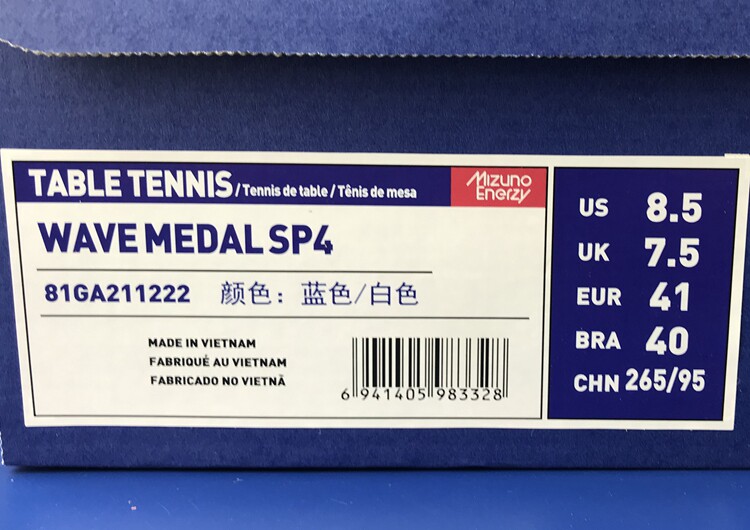 TABLE TENNIS / Tennis de table / Tênis de mesa
Mizuno
Enerzy
WAVE MEDAL SP4
81GA211222 颜色：蓝色/白色
MADE IN VIETNAM
FABRIQUÉ AU VIETNAM
FABRICADO NO VIETNÃ
6 941405 983328
US 8.5
UK 7.5
EUR 41
BRA 40
CHN 265/95